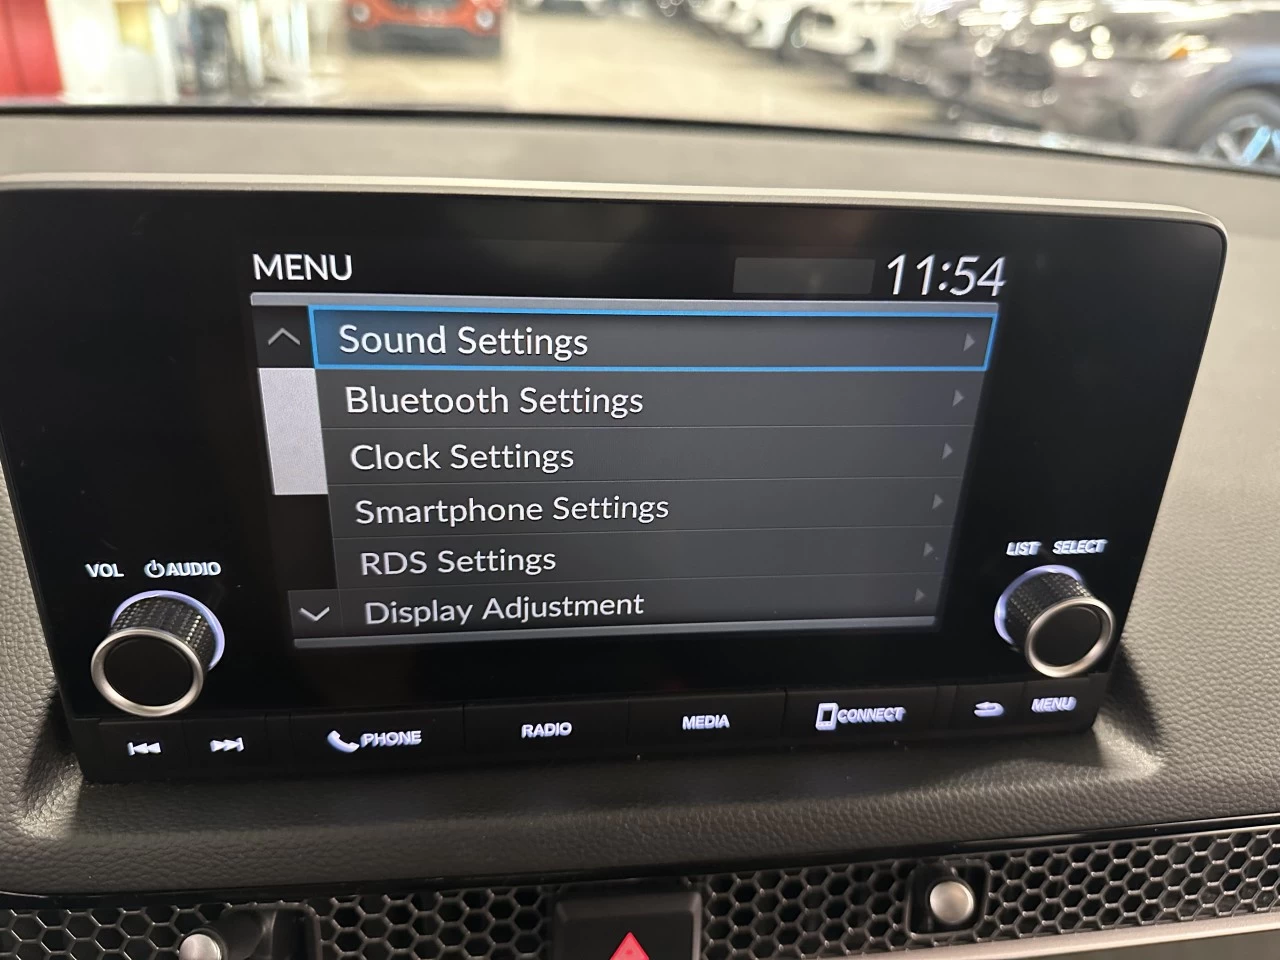 MENU
11:54
Sound Settings
Bluetooth Settings
Clock Settings
Smartphone Settings
RDS Settings
Display Adjustment
VOL AUDIO
LIST SELECT
PHONE
RADIO
MEDIA
CONNECT
MENU